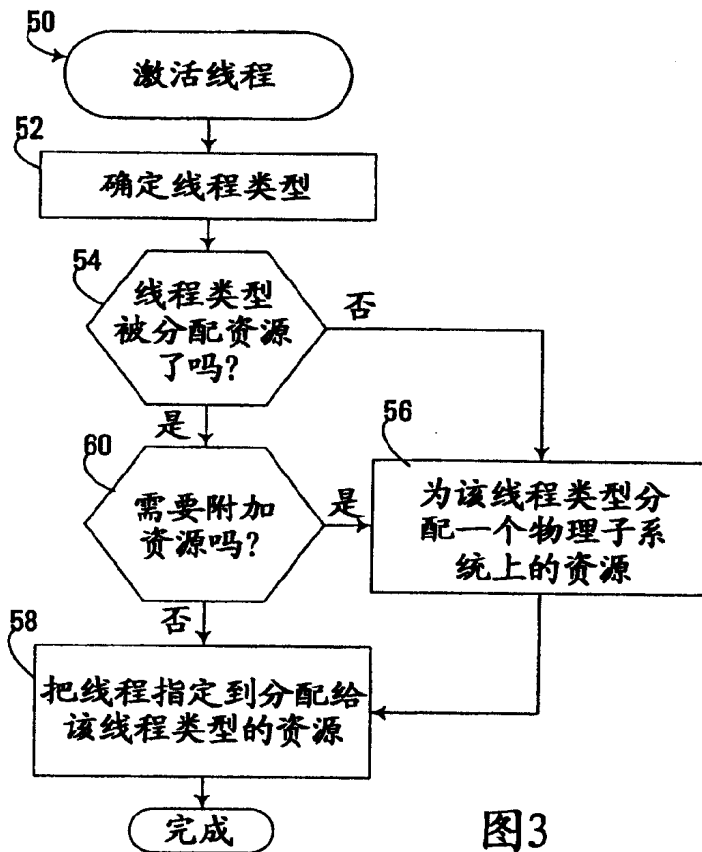 50
激活线程
52
确定线程类型
54
线程类型
被分配资源
了吗?
否
是
60
需要附加
资源吗?
是
56
为该线程类型分
配一个物理子系
统上的资源
否
58
把线程指定到分配给
该线程类型的资源
完成
图3